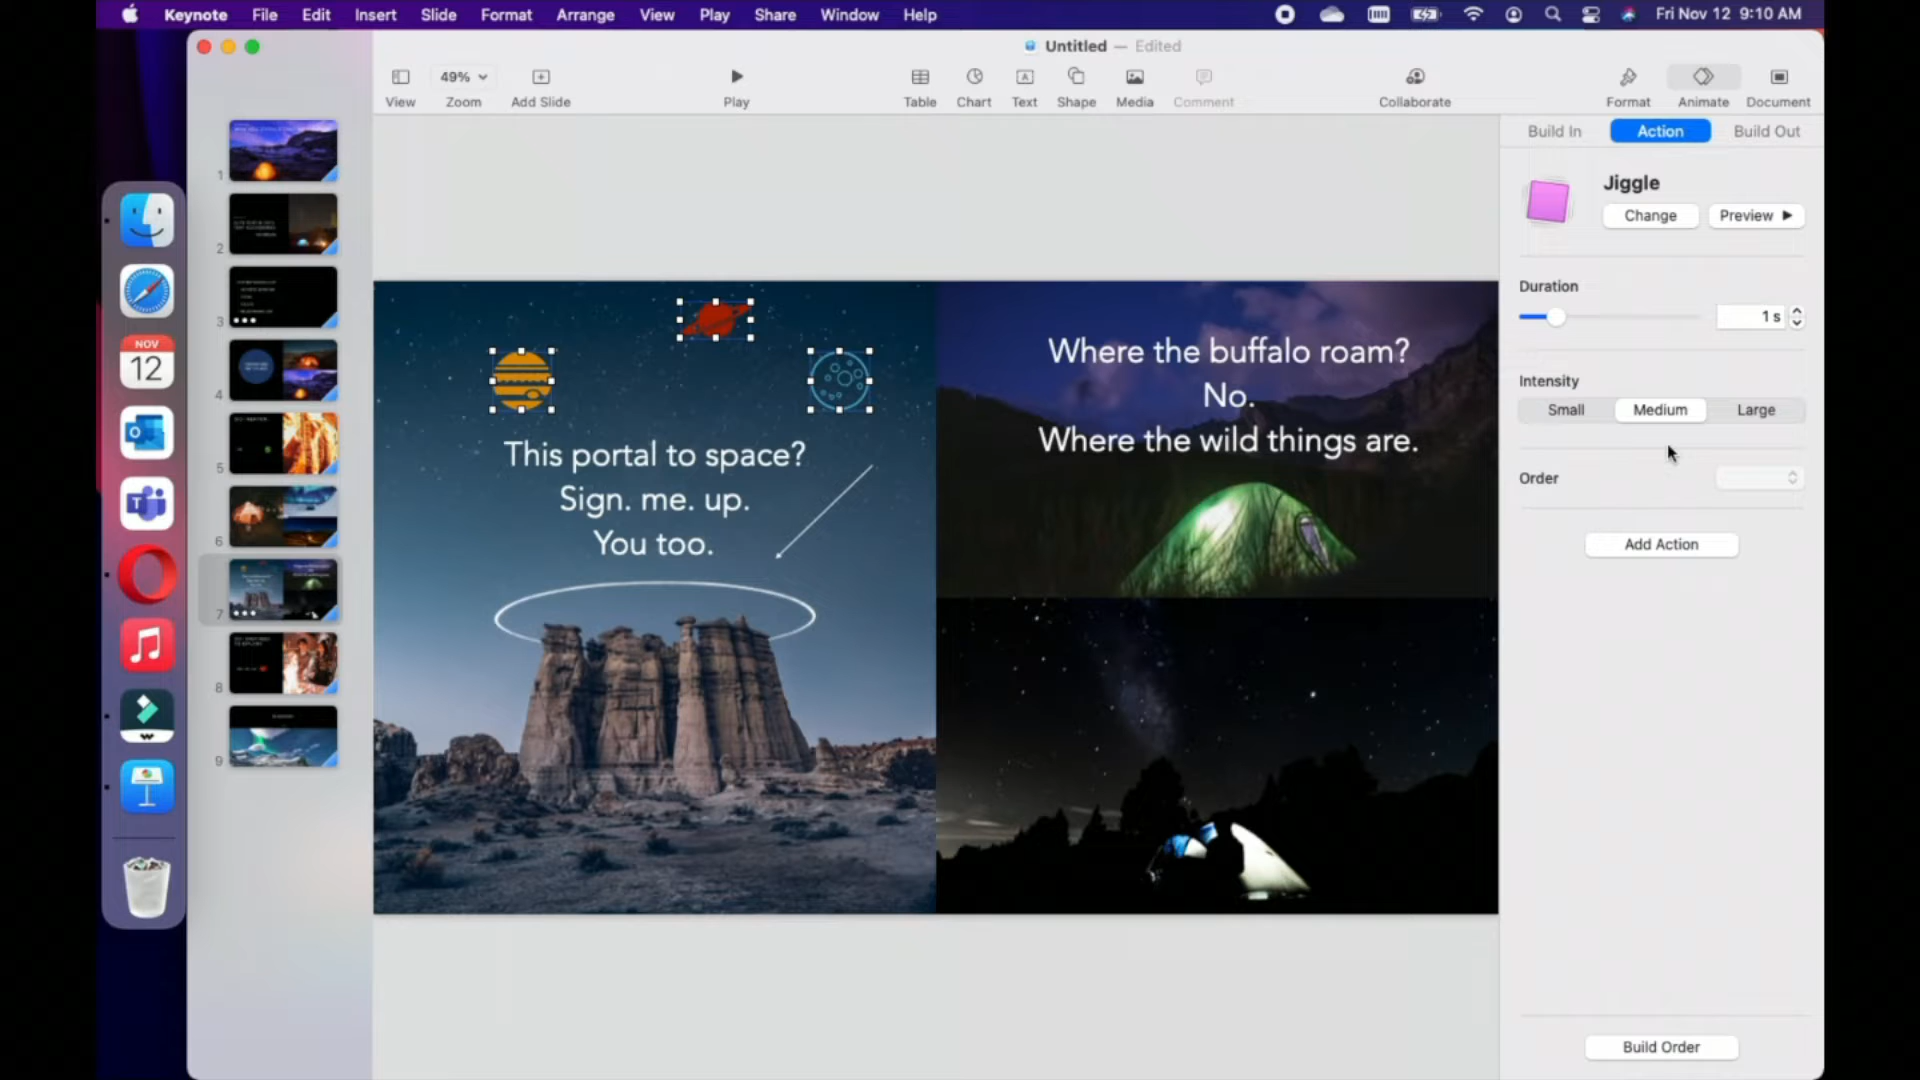 Keynote File Edit Insert Slide Format Arrange View Play Share Window Help
Fri Nov 12 9:10 AM
Untitled — Edited
49%
View Zoom Add Slide Play Table Chart Text Shape Media Comment Collaborate Format Animate Document
Build In Action Build Out
Jiggle
Change Preview
Duration
1 s
Intensity
Small Medium Large
Order
Add Action
Build Order
NOV
12
1
2
3
4
5
6
7
8
9
This portal to space?
Sign. me. up.
You too.
Where the buffalo roam?
No.
Where the wild things are.